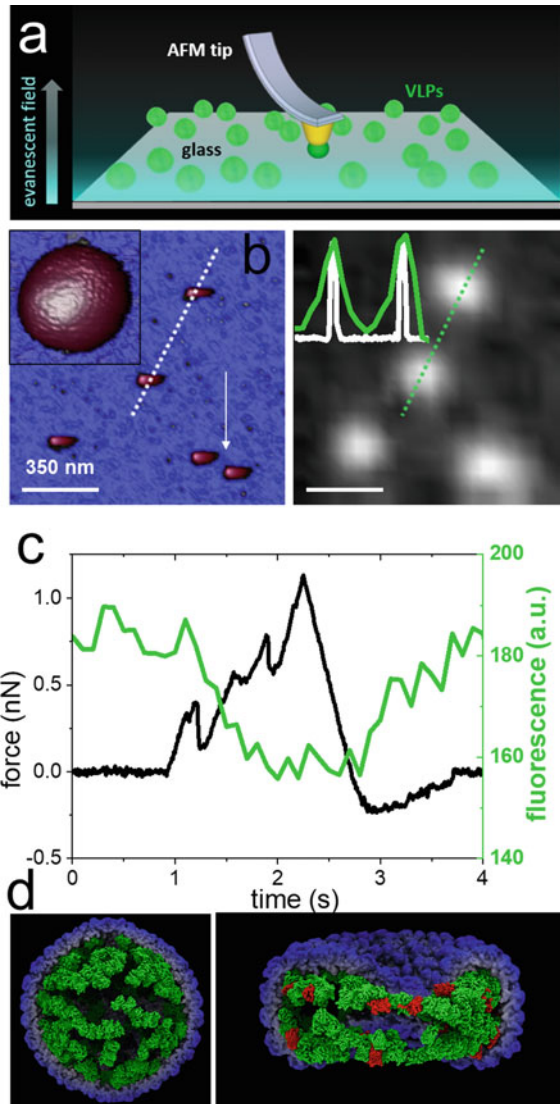 a
AFM tip
VLPs
glass
evanescent field
b
350 nm
c
force (nN)
1.0
0.5
0.0
-0.5
200
180
160
140
fluorescence (a.u.)
0 1 2 3 4
time (s)
d